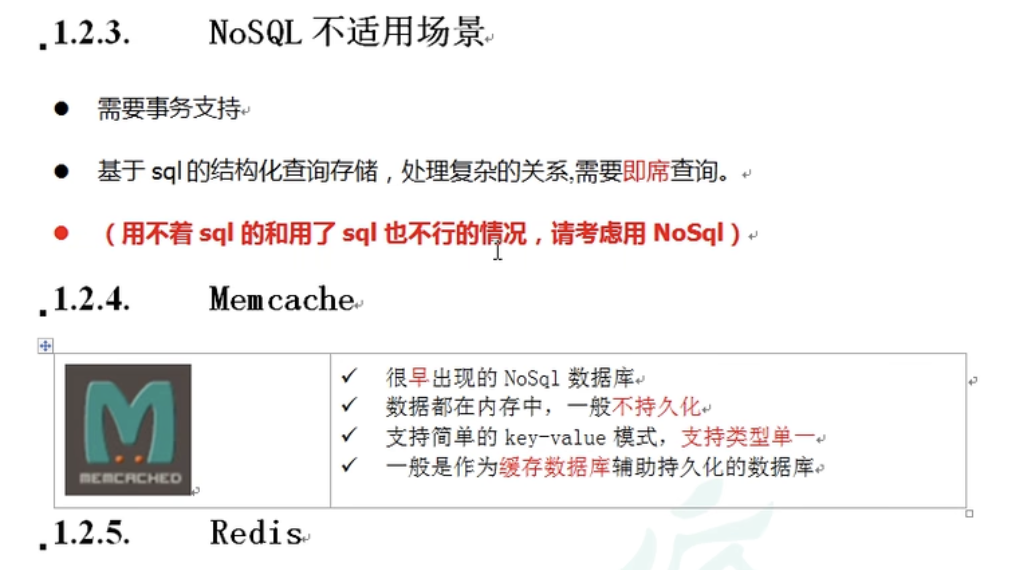 1.2.3. NoSQL 不适用场景
● 需要事务支持
● 基于 sql 的结构化查询存储，处理复杂的关系,需要即席查询。
● （用不着 sql 的和用了 sql 也不行的情况，请考虑用 NoSql）
1.2.4. Memcache
MEMCACHED
✓ 很早出现的 NoSql 数据库
✓ 数据都在内存中，一般不持久化
✓ 支持简单的 key-value 模式，支持类型单一
✓ 一般是作为缓存数据库辅助持久化的数据库
1.2.5. Redis